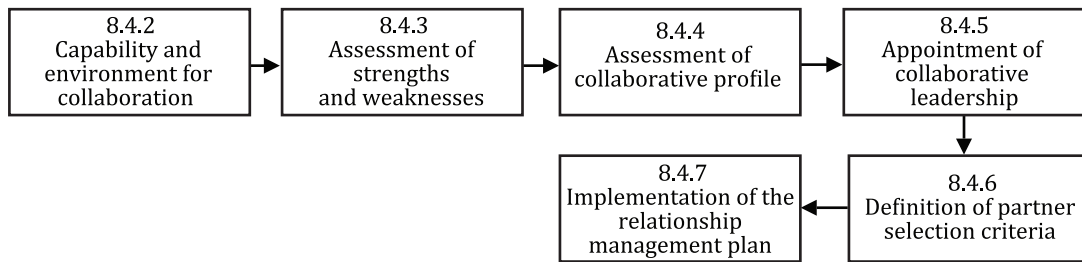 8.4.2
Capability and
environment for
collaboration
8.4.3
Assessment of
strengths
and weaknesses
8.4.4
Assessment of
collaborative profile
8.4.5
Appointment of
collaborative
leadership
8.4.6
Definition of partner
selection criteria
8.4.7
Implementation of the
relationship
management plan